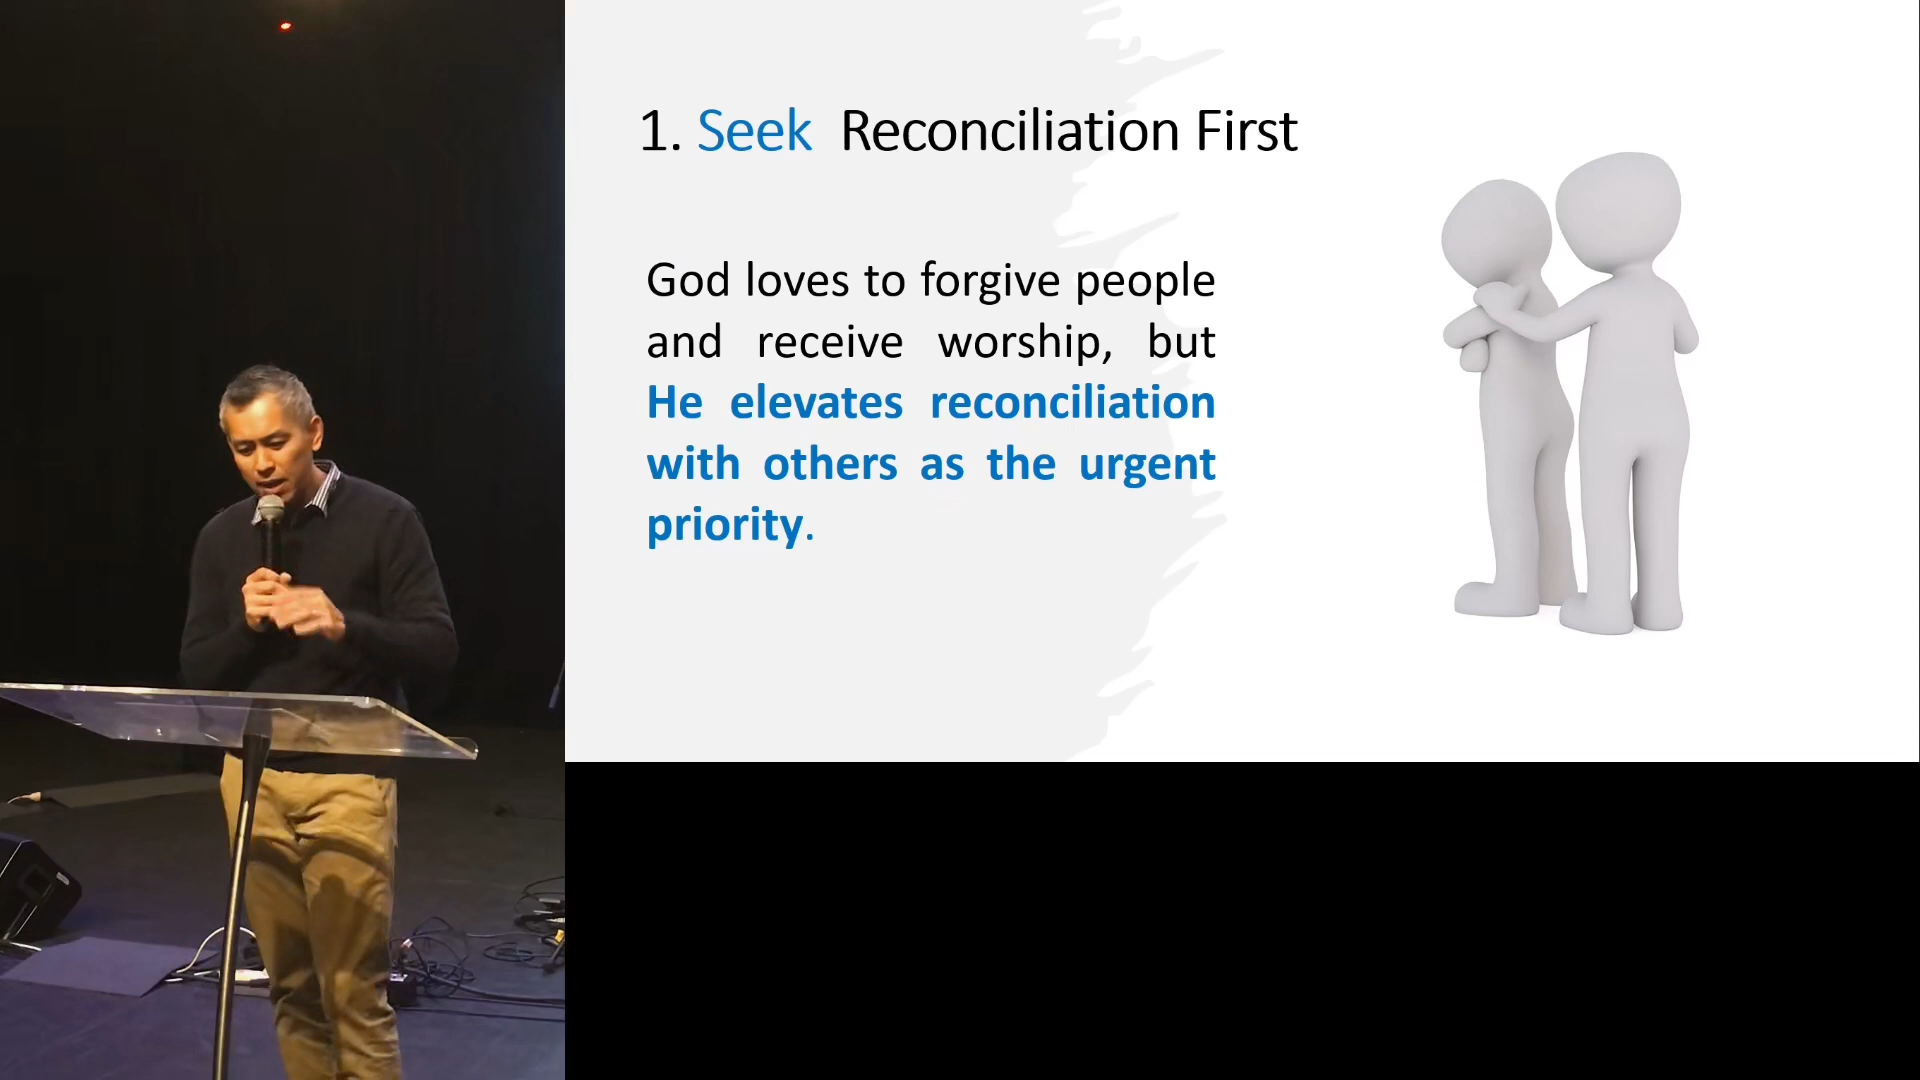 1. Seek Reconciliation First
God loves to forgive people
and receive worship, but
He elevates reconciliation
with others as the urgent
priority.